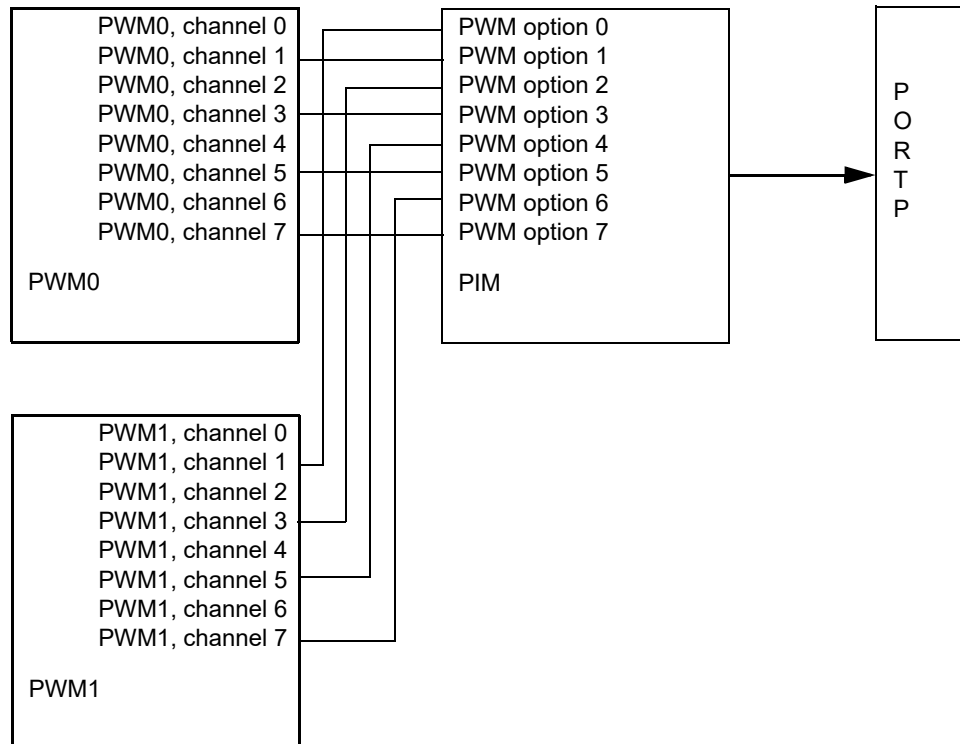 PWM0, channel 0
PWM0, channel 1
PWM0, channel 2
PWM0, channel 3
PWM0, channel 4
PWM0, channel 5
PWM0, channel 6
PWM0, channel 7
PWM0
PWM option 0
PWM option 1
PWM option 2
PWM option 3
PWM option 4
PWM option 5
PWM option 6
PWM option 7
PIM
P
O
R
T
P
PWM1, channel 0
PWM1, channel 1
PWM1, channel 2
PWM1, channel 3
PWM1, channel 4
PWM1, channel 5
PWM1, channel 6
PWM1, channel 7
PWM1